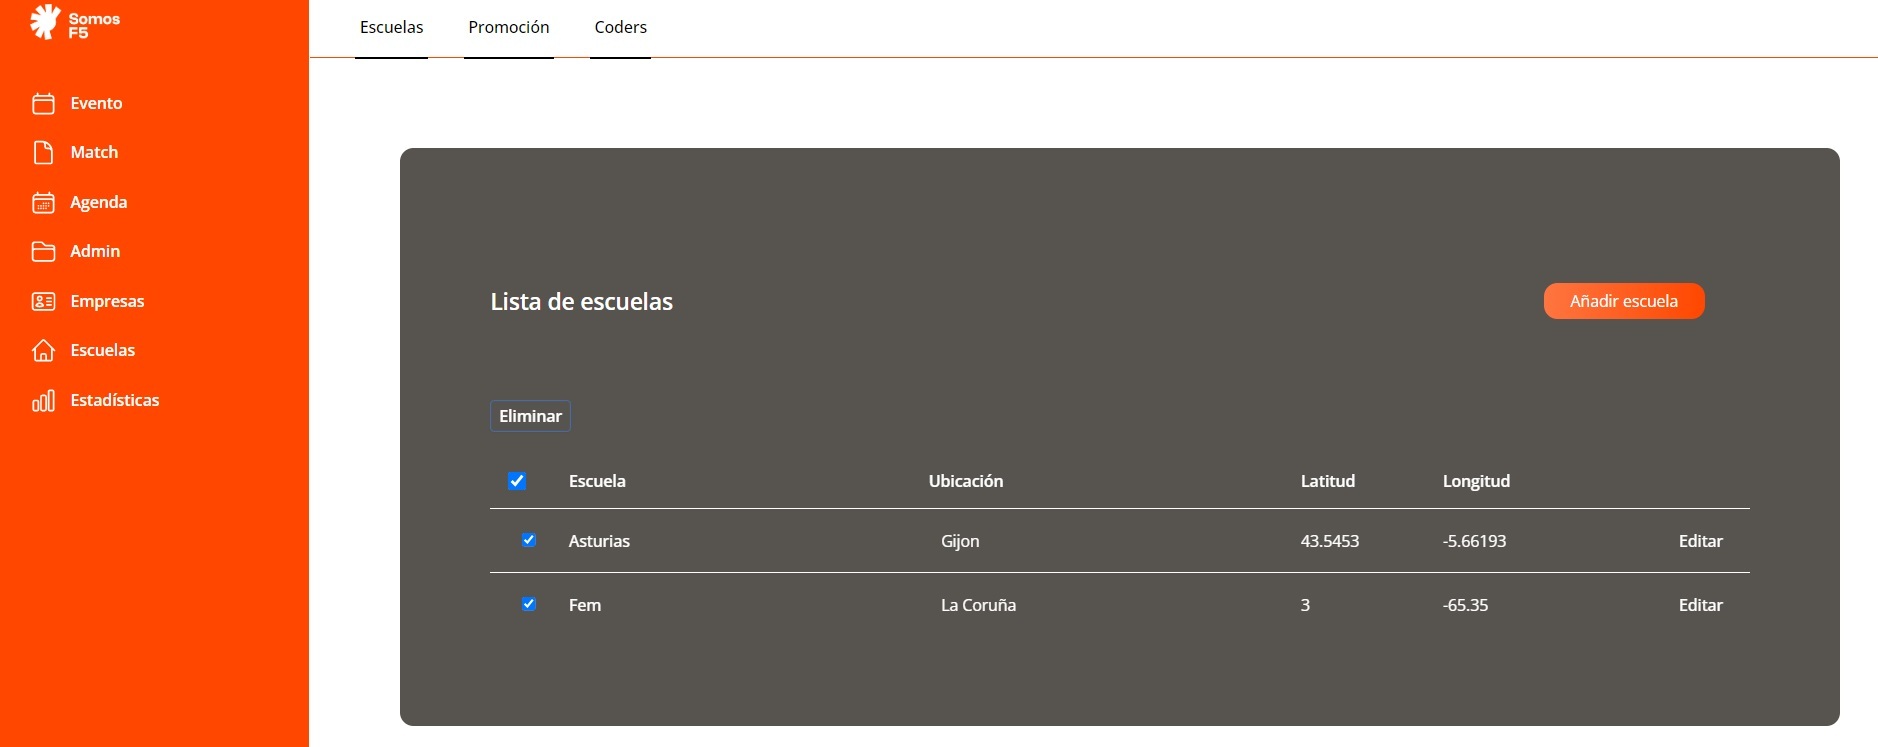 Somos
F5
Evento
Match
Agenda
Admin
Empresas
Escuelas
Estadísticas
Escuelas Promoción Coders
Lista de escuelas Añadir escuela
Eliminar
Escuela Ubicación Latitud Longitud
Asturias Gijon 43.5453 -5.66193 Editar
Fem La Coruña 3 -65.35 Editar